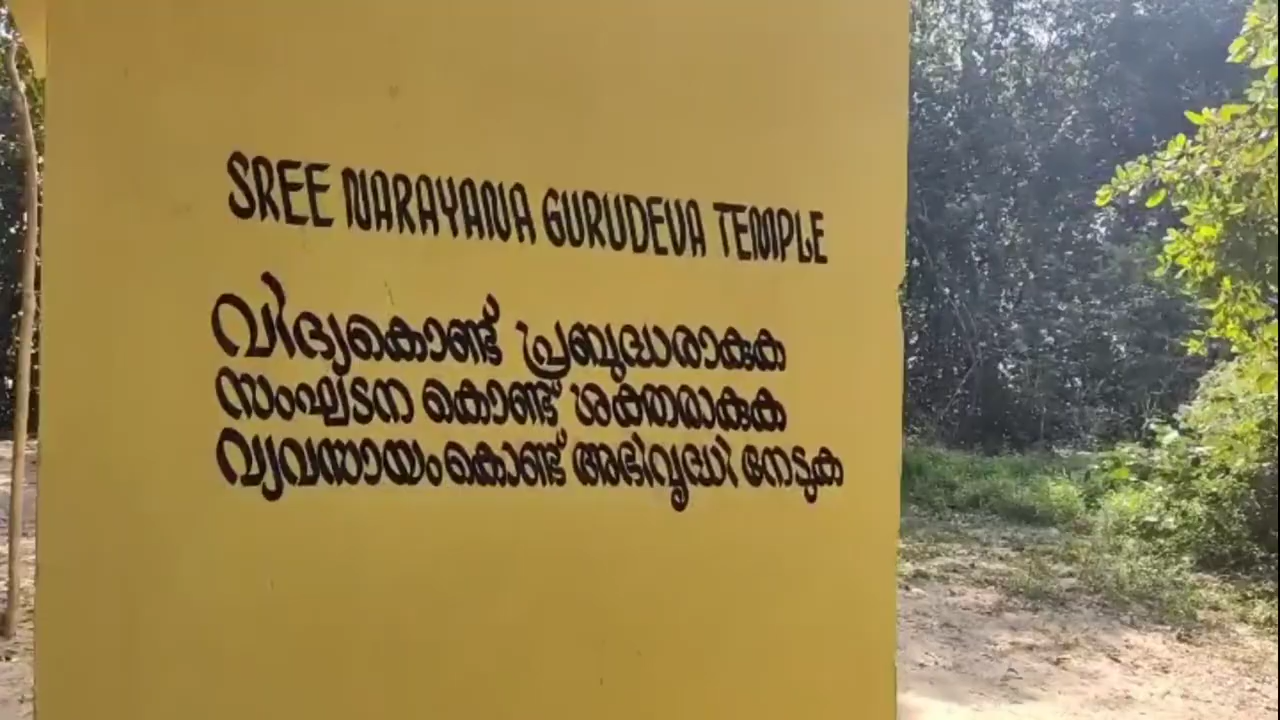 SREE NARAYANA GURUDEVA TEMPLE
വിദ്യകൊണ്ട് പ്രബുദ്ധരാകുക
സംഘടന കൊണ്ട് ശക്തരാകുക
വ്യവസായം കൊണ്ട് അഭിവൃദ്ധി നേടുക